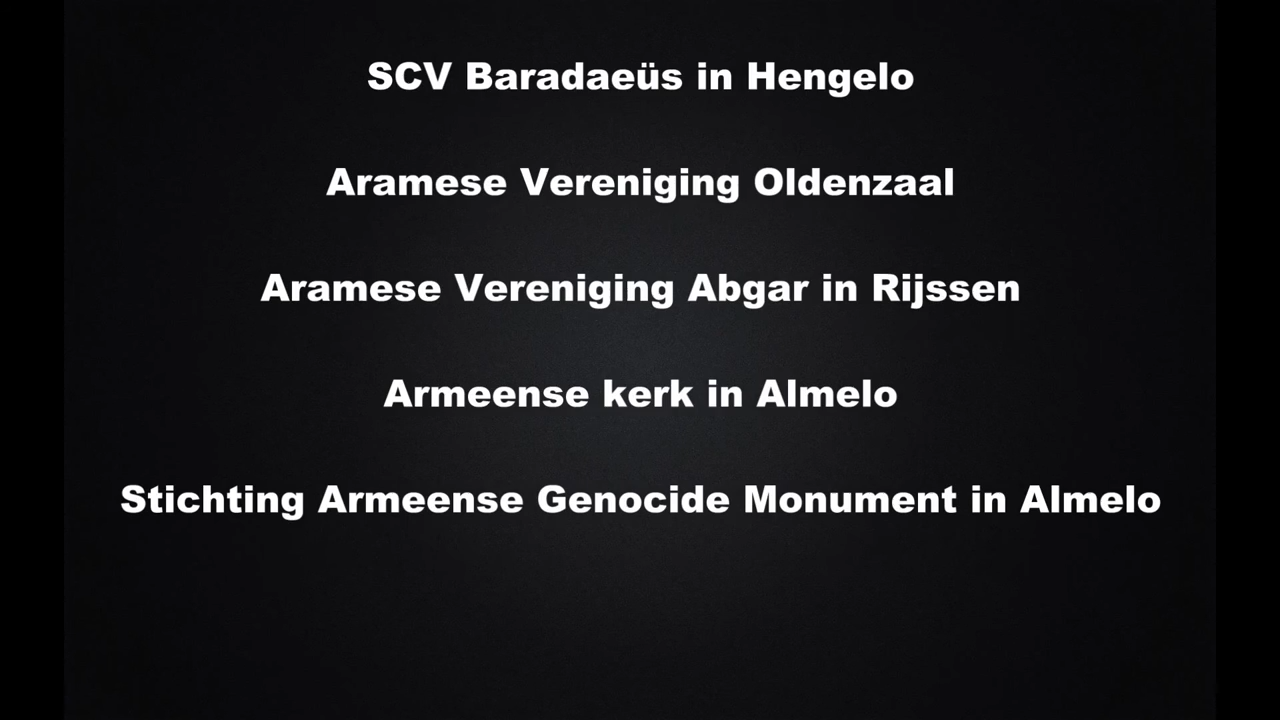 SCV Baradaeüs in Hengelo
Aramese Vereniging Oldenzaal
Aramese Vereniging Abgar in Rijssen
Armeense kerk in Almelo
Stichting Armeense Genocide Monument in Almelo